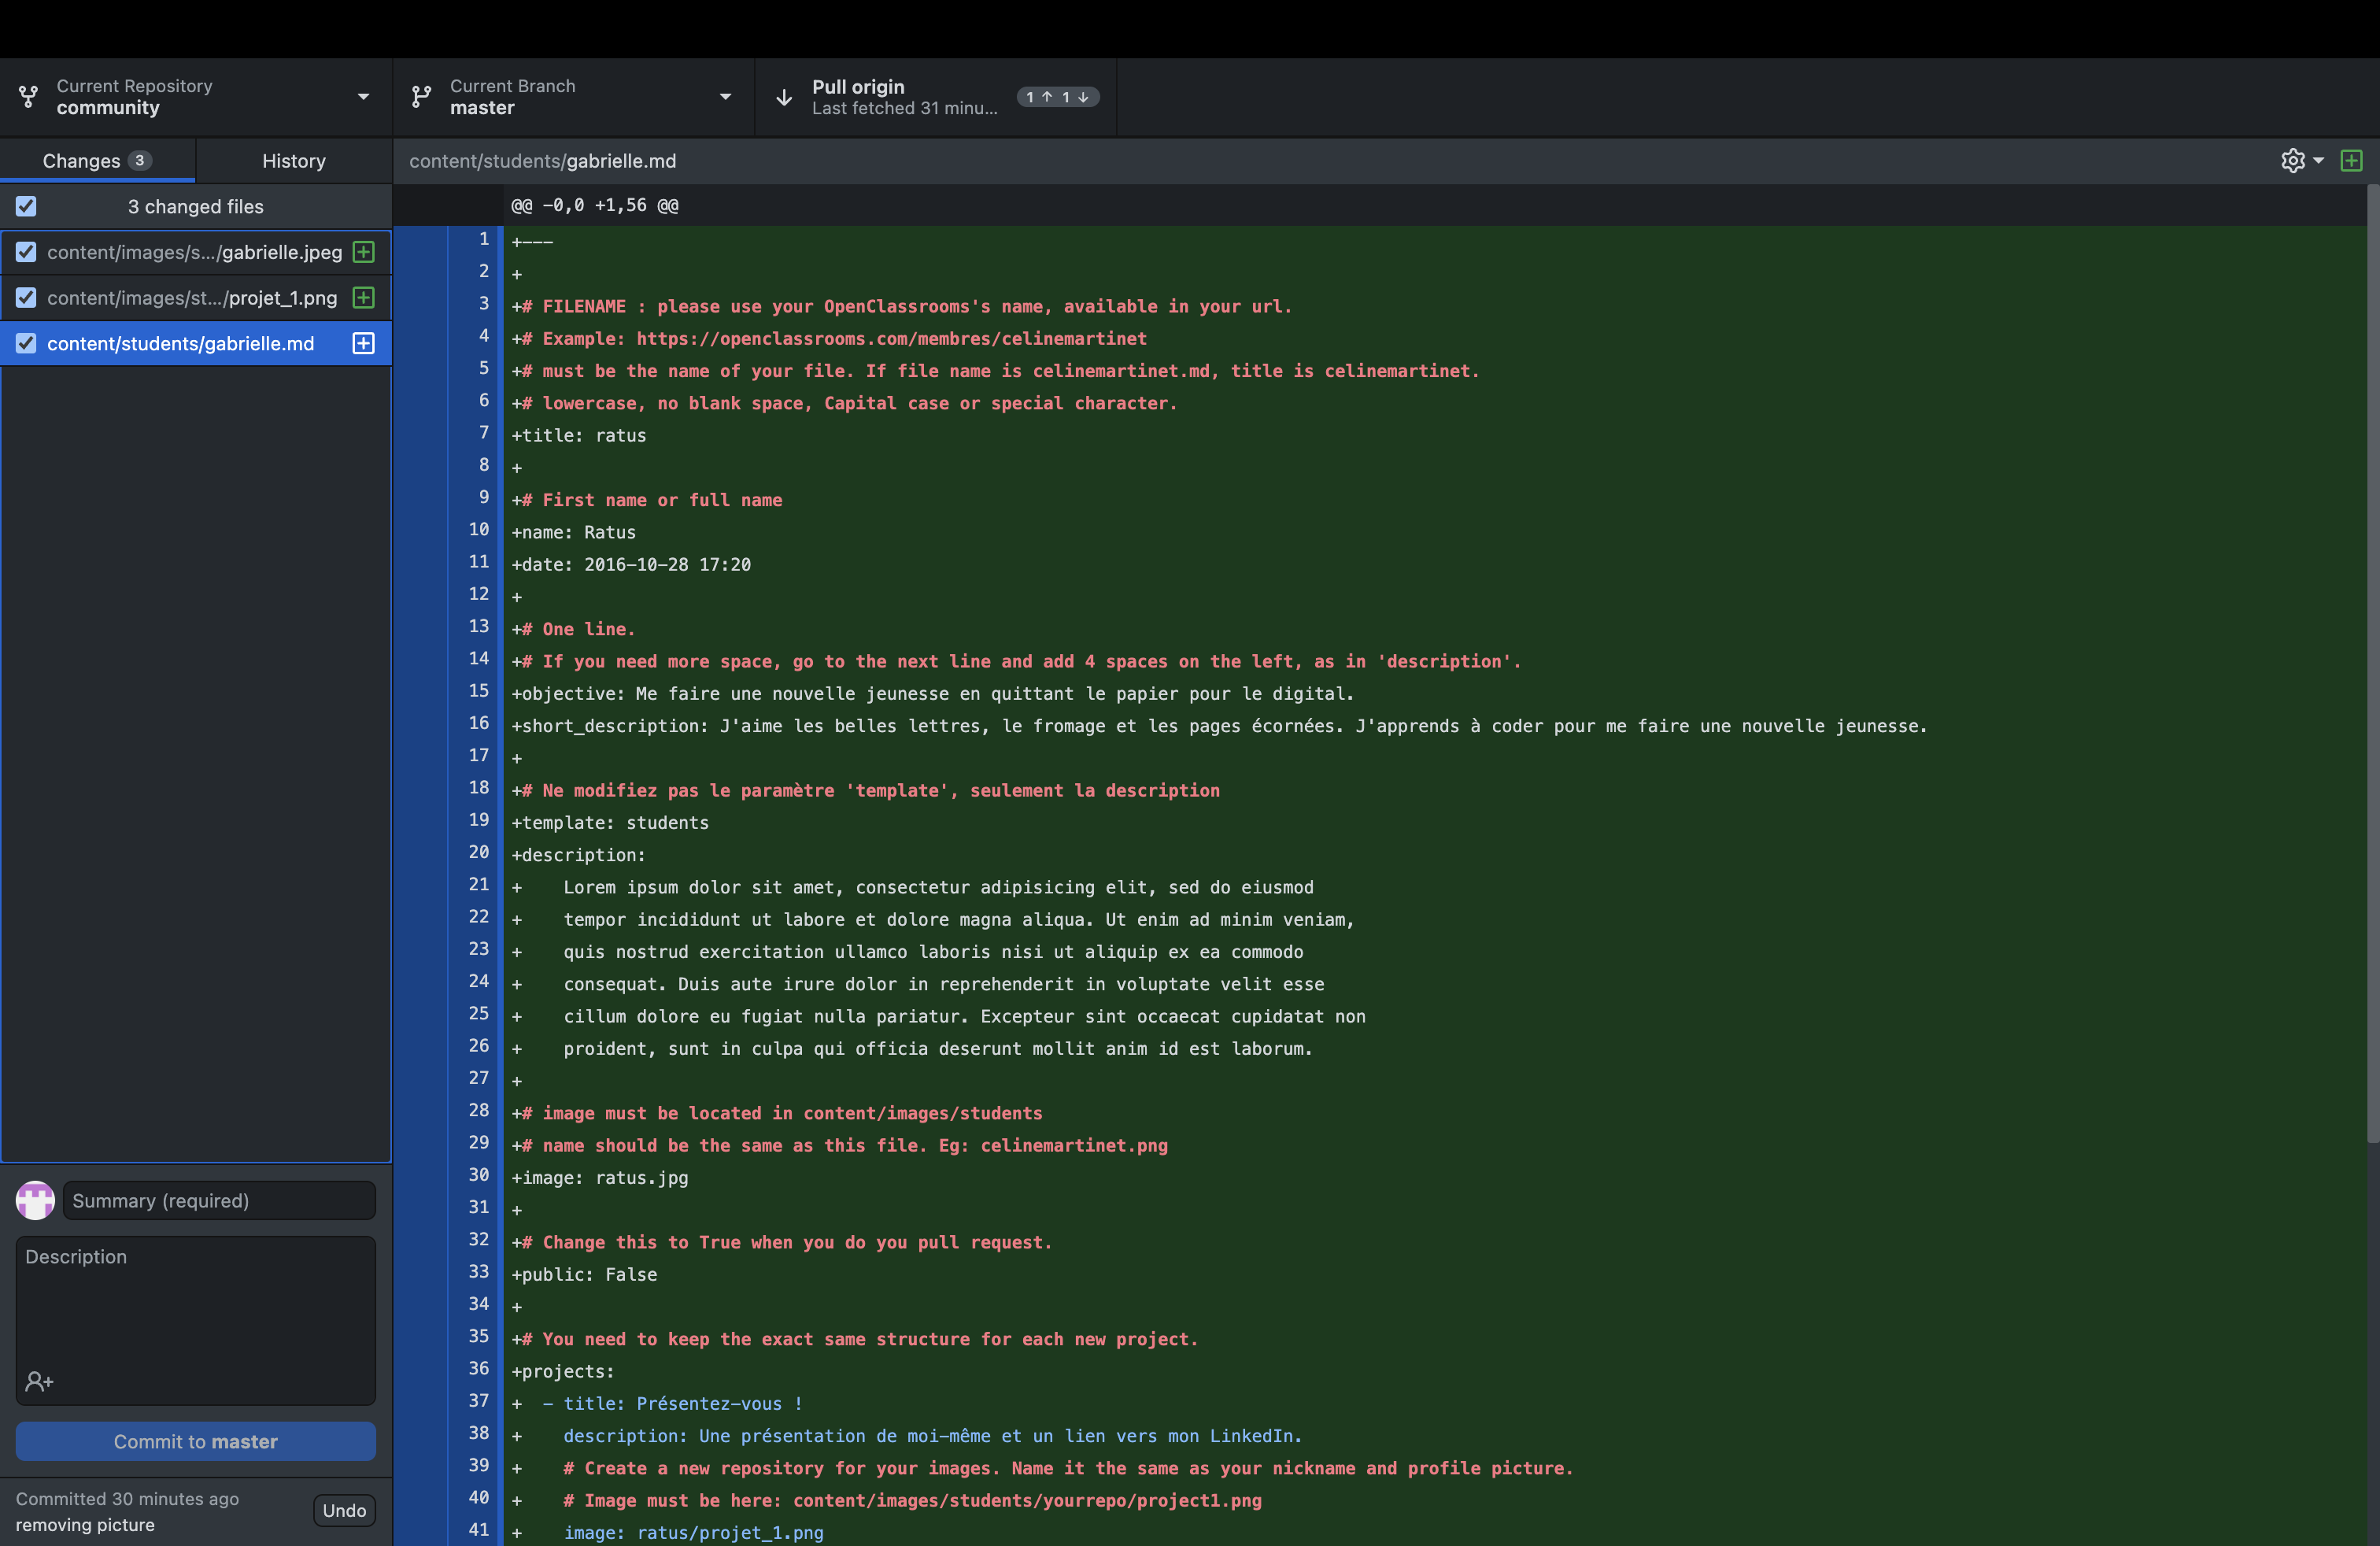 Current Repository
community
Current Branch
master
Pull origin
Last fetched 31 minu...
1 ↑ 1 ↓
Changes 3
History
3 changed files
content/images/s.../gabrielle.jpeg
content/images/st.../projet_1.png
content/students/gabrielle.md
content/students/gabrielle.md
@@ -0,0 +1,56 @@
1 +---
2 +
3 +# FILENAME : please use your OpenClassrooms's name, available in your url.
4 +# Example: https://openclassrooms.com/membres/celinemartinet
5 +# must be the name of your file. If file name is celinemartinet.md, title is celinemartinet.
6 +# lowercase, no blank space, Capital case or special character.
7 +title: ratus
8 +
9 +# First name or full name
10 +name: Ratus
11 +date: 2016-10-28 17:20
12 +
13 +# One line.
14 +# If you need more space, go to the next line and add 4 spaces on the left, as in 'description'.
15 +objective: Me faire une nouvelle jeunesse en quittant le papier pour le digital.
16 +short_description: J'aime les belles lettres, le fromage et les pages écornées. J'apprends à coder pour me faire une nouvelle jeunesse.
17 +
18 +# Ne modifiez pas le paramètre 'template', seulement la description
19 +template: students
20 +description:
21 +    Lorem ipsum dolor sit amet, consectetur adipisicing elit, sed do eiusmod
22 +    tempor incididunt ut labore et dolore magna aliqua. Ut enim ad minim veniam,
23 +    quis nostrud exercitation ullamco laboris nisi ut aliquip ex ea commodo
24 +    consequat. Duis aute irure dolor in reprehenderit in voluptate velit esse
25 +    cillum dolore eu fugiat nulla pariatur. Excepteur sint occaecat cupidatat non
26 +    proident, sunt in culpa qui officia deserunt mollit anim id est laborum.
27 +
28 +# image must be located in content/images/students
29 +# name should be the same as this file. Eg: celinemartinet.png
30 +image: ratus.jpg
31 +
32 +# Change this to True when you do you pull request.
33 +public: False
34 +
35 +# You need to keep the exact same structure for each new project.
36 +projects:
37 +  - title: Présentez-vous !
38 +    description: Une présentation de moi-même et un lien vers mon LinkedIn.
39 +    # Create a new repository for your images. Name it the same as your nickname and profile picture.
40 +    # Image must be here: content/images/students/yourrepo/project1.png
41 +    image: ratus/projet_1.png
Summary (required)
Description
Commit to master
Committed 30 minutes ago
removing picture
Undo